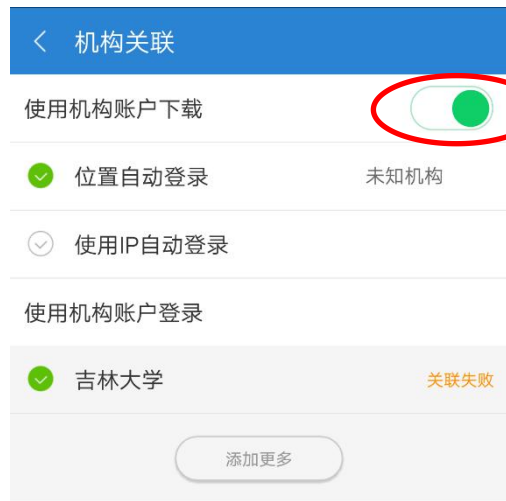 机构关联
使用机构账户下载
位置自动登录 未知机构
使用IP自动登录
使用机构账户登录
吉林大学 关联失败
添加更多